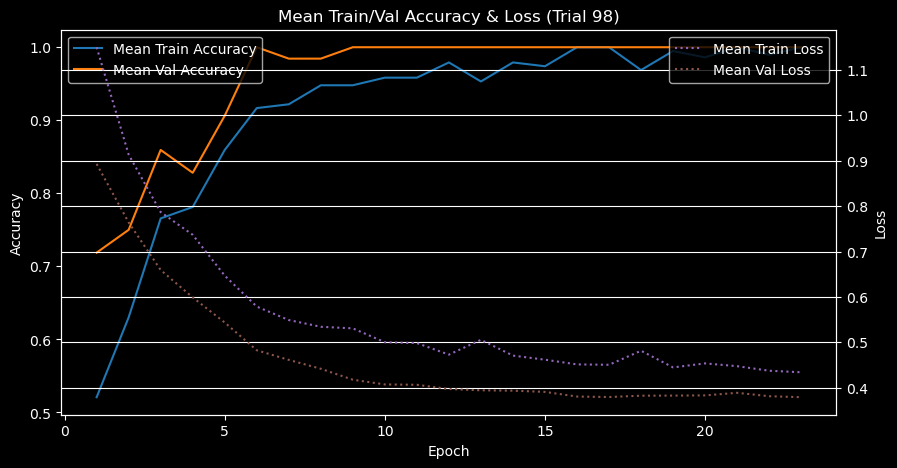 Mean Train/Val Accuracy & Loss (Trial 98)
Mean Train Accuracy
Mean Val Accuracy
Mean Train Loss
Mean Val Loss
1.0
0.9
0.8
0.7
0.6
0.5
Accuracy
1.1
1.0
0.9
0.8
0.7
0.6
0.5
0.4
Loss
0 5 10 15 20
Epoch